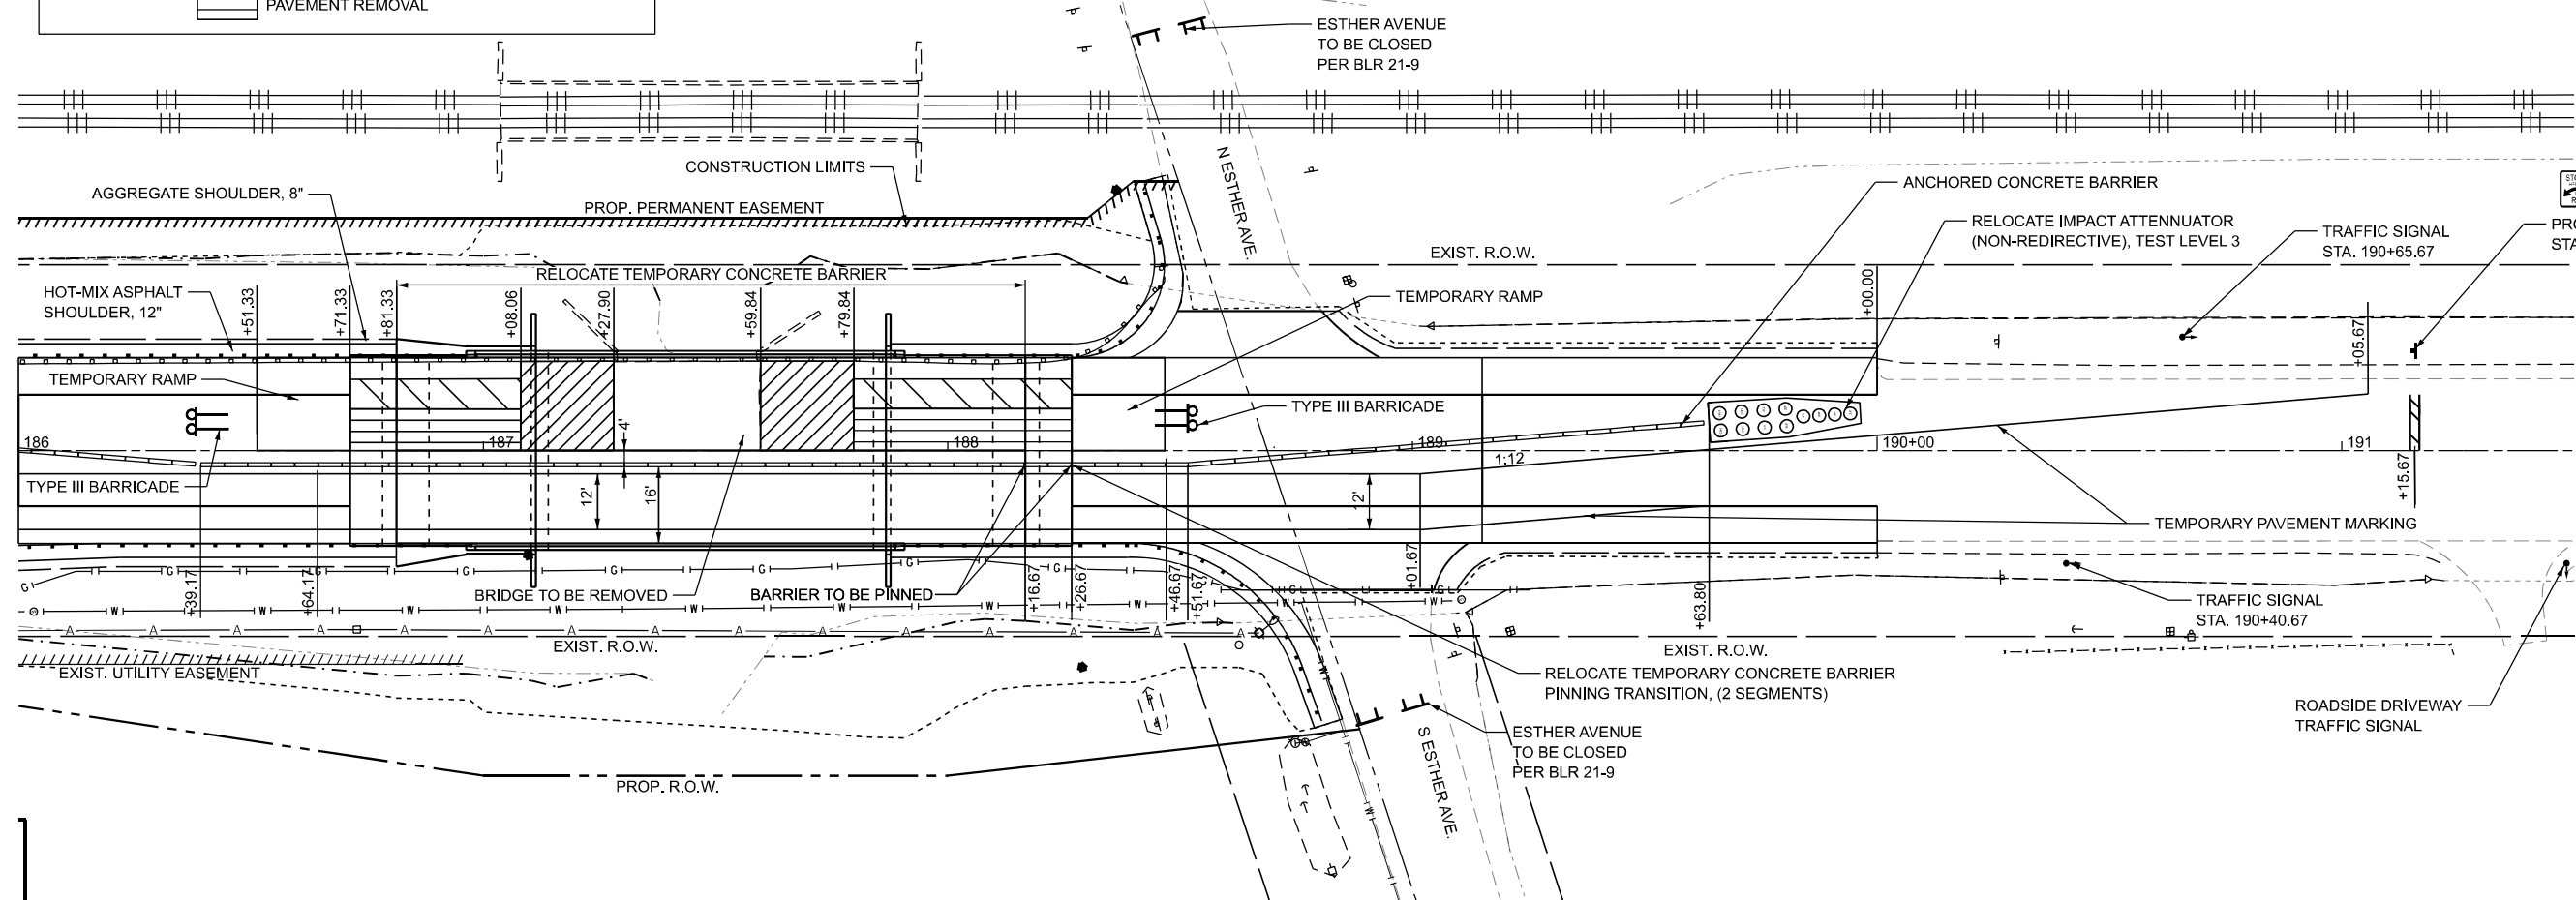 PAVEMENT REMOVAL
ESTHER AVENUE
TO BE CLOSED
PER BLR 21-9
CONSTRUCTION LIMITS
AGGREGATE SHOULDER, 8"
PROP. PERMANENT EASEMENT
N ESTHER AVE.
ANCHORED CONCRETE BARRIER
RELOCATE IMPACT ATTENNUATOR
(NON-REDIRECTIVE), TEST LEVEL 3
TRAFFIC SIGNAL
STA. 190+65.67
PRO
STA
EXIST. R.O.W.
RELOCATE TEMPORARY CONCRETE BARRIER
HOT-MIX ASPHALT
SHOULDER, 12"
+51.33
+71.33
+81.33
+08.06
+27.90
+59.84
+79.84
TEMPORARY RAMP
+00.00
+05.67
TEMPORARY RAMP
TYPE III BARRICADE
186
187
4'
188
189
1:12
190+00
191
+15.67
TYPE III BARRICADE
12'
16'
12'
TEMPORARY PAVEMENT MARKING
+39.17
+64.17
BRIDGE TO BE REMOVED
BARRIER TO BE PINNED
+16.67
+26.67
+46.67
+51.67
+01.67
+63.80
G G G G G G G
W W W W W W W W W W W
A A A A A A A A A A A A A A
TRAFFIC SIGNAL
STA. 190+40.67
EXIST. R.O.W.
EXIST. R.O.W.
EXIST. UTILITY EASEMENT
RELOCATE TEMPORARY CONCRETE BARRIER
PINNING TRANSITION, (2 SEGMENTS)
ROADSIDE DRIVEWAY
TRAFFIC SIGNAL
ESTHER AVENUE
TO BE CLOSED
PER BLR 21-9
S ESTHER AVE.
PROP. R.O.W.